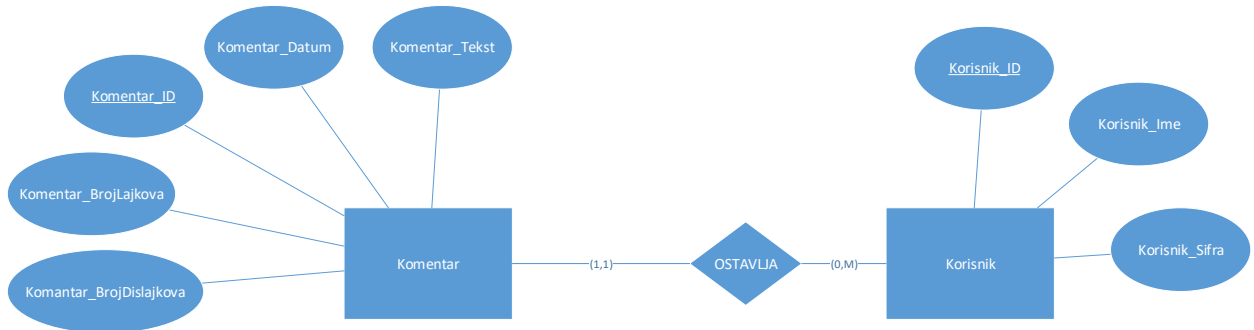 Komentar_Datum
Komentar_Tekst
Korisnik_ID
Komentar_ID
Korisnik_Ime
Komentar_BrojLajkova
Korisnik_Sifra
Komentar
(1,1)
OSTAVLJA
(0,M)
Korisnik
Komantar_BrojDislajkova